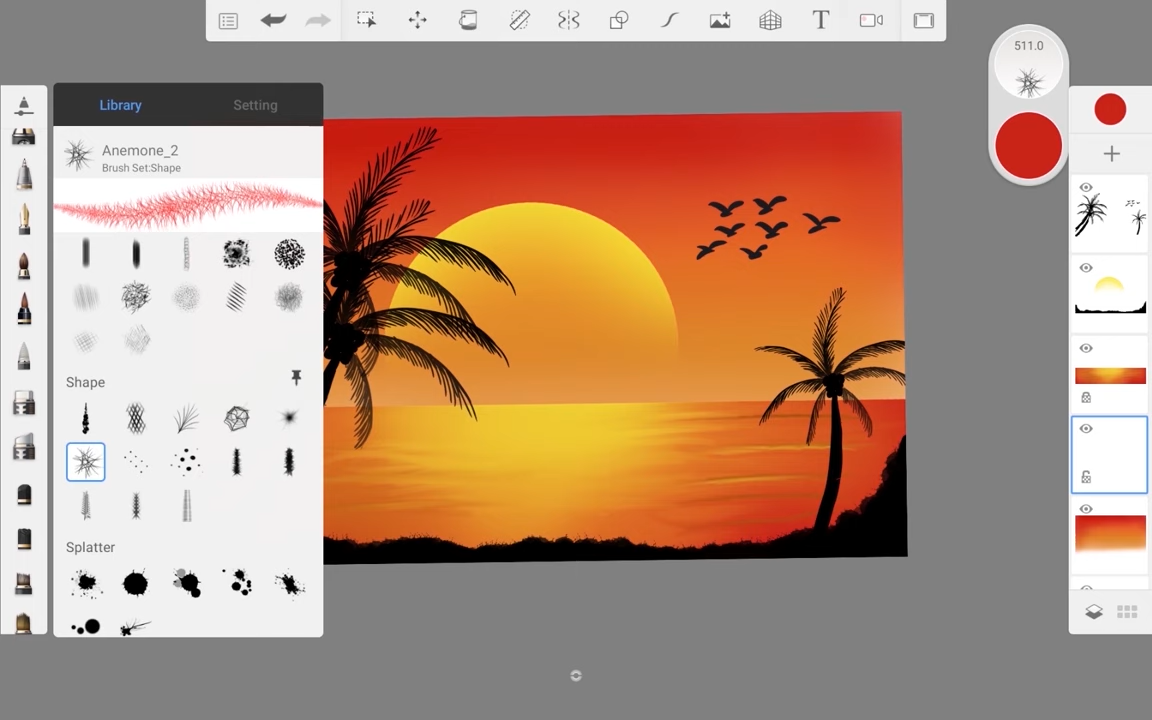 511.0
Library
Setting
Anemone_2
Brush Set:Shape
Shape
Splatter